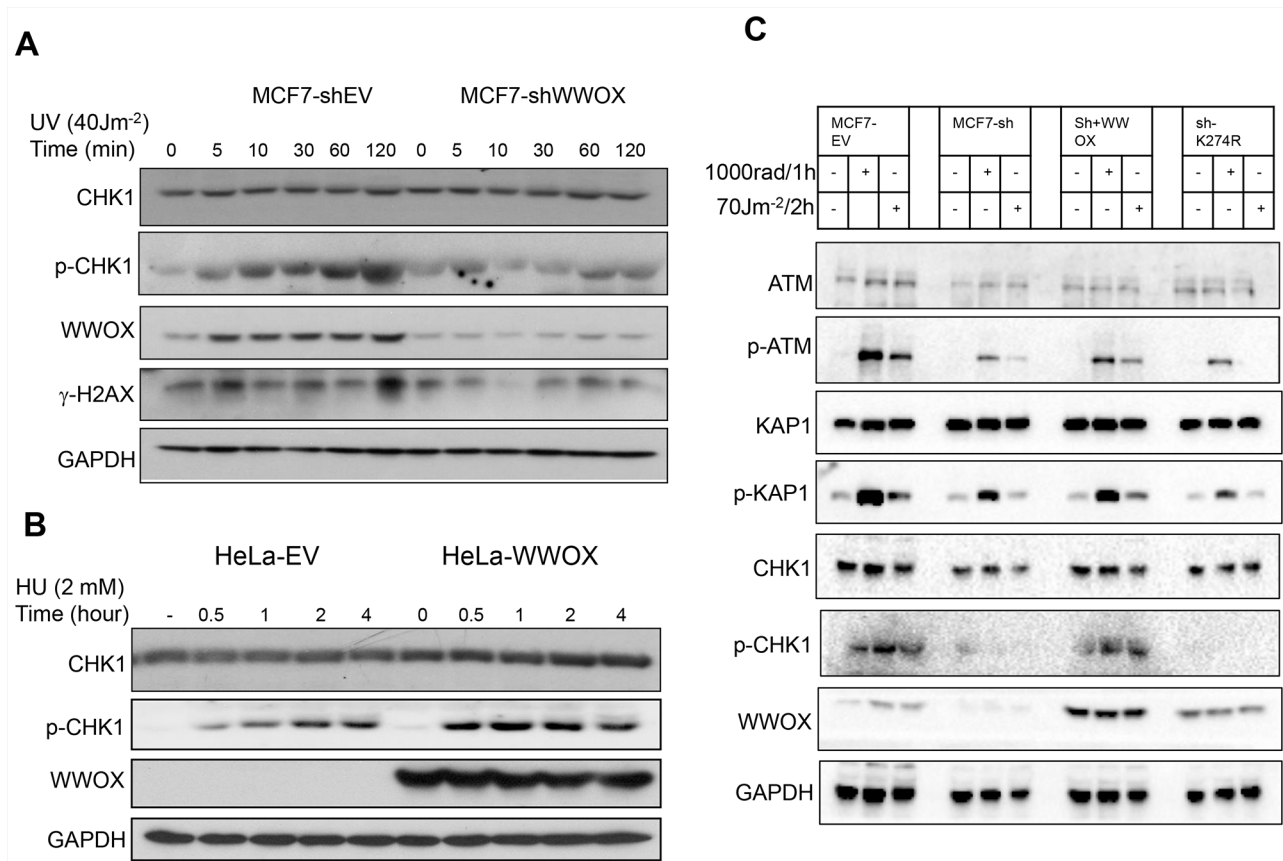 A
MCF7-shEV MCF7-shWWOX
UV (40Jm-2)
Time (min) 0 5 10 30 60 120 0 5 10 30 60 120
CHK1
p-CHK1
WWOX
γ-H2AX
GAPDH
B
HeLa-EV HeLa-WWOX
HU (2 mM)
Time (hour) - 0.5 1 2 4 0 0.5 1 2 4
CHK1
p-CHK1
WWOX
GAPDH
C
MCF7-EV MCF7-sh Sh+WWOX sh-K274R
1000rad/1h - + - - + - - + - - + -
70Jm-2/2h - + - - + - - + - - +
ATM
p-ATM
KAP1
p-KAP1
CHK1
p-CHK1
WWOX
GAPDH